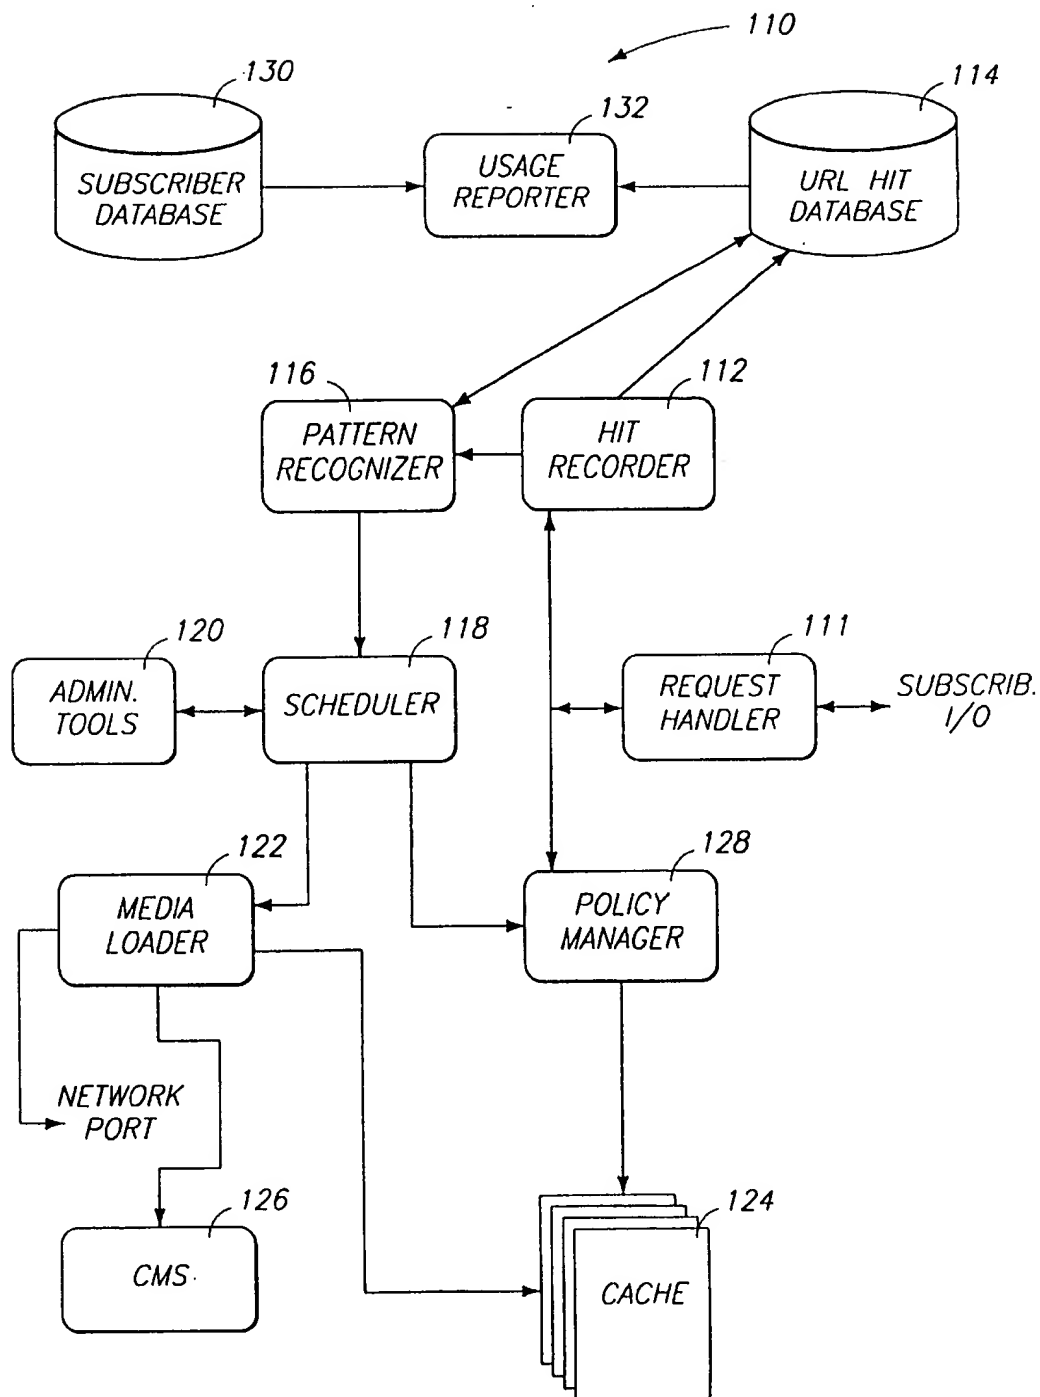 110
130
114
132
SUBSCRIBER
DATABASE
USAGE
REPORTER
URL HIT
DATABASE
116
112
PATTERN
RECOGNIZER
HIT
RECORDER
120
118
111
ADMIN.
TOOLS
SCHEDULER
REQUEST
HANDLER
SUBSCRIB.
I/O
122
128
MEDIA
LOADER
POLICY
MANAGER
NETWORK
PORT
126
124
CMS
CACHE